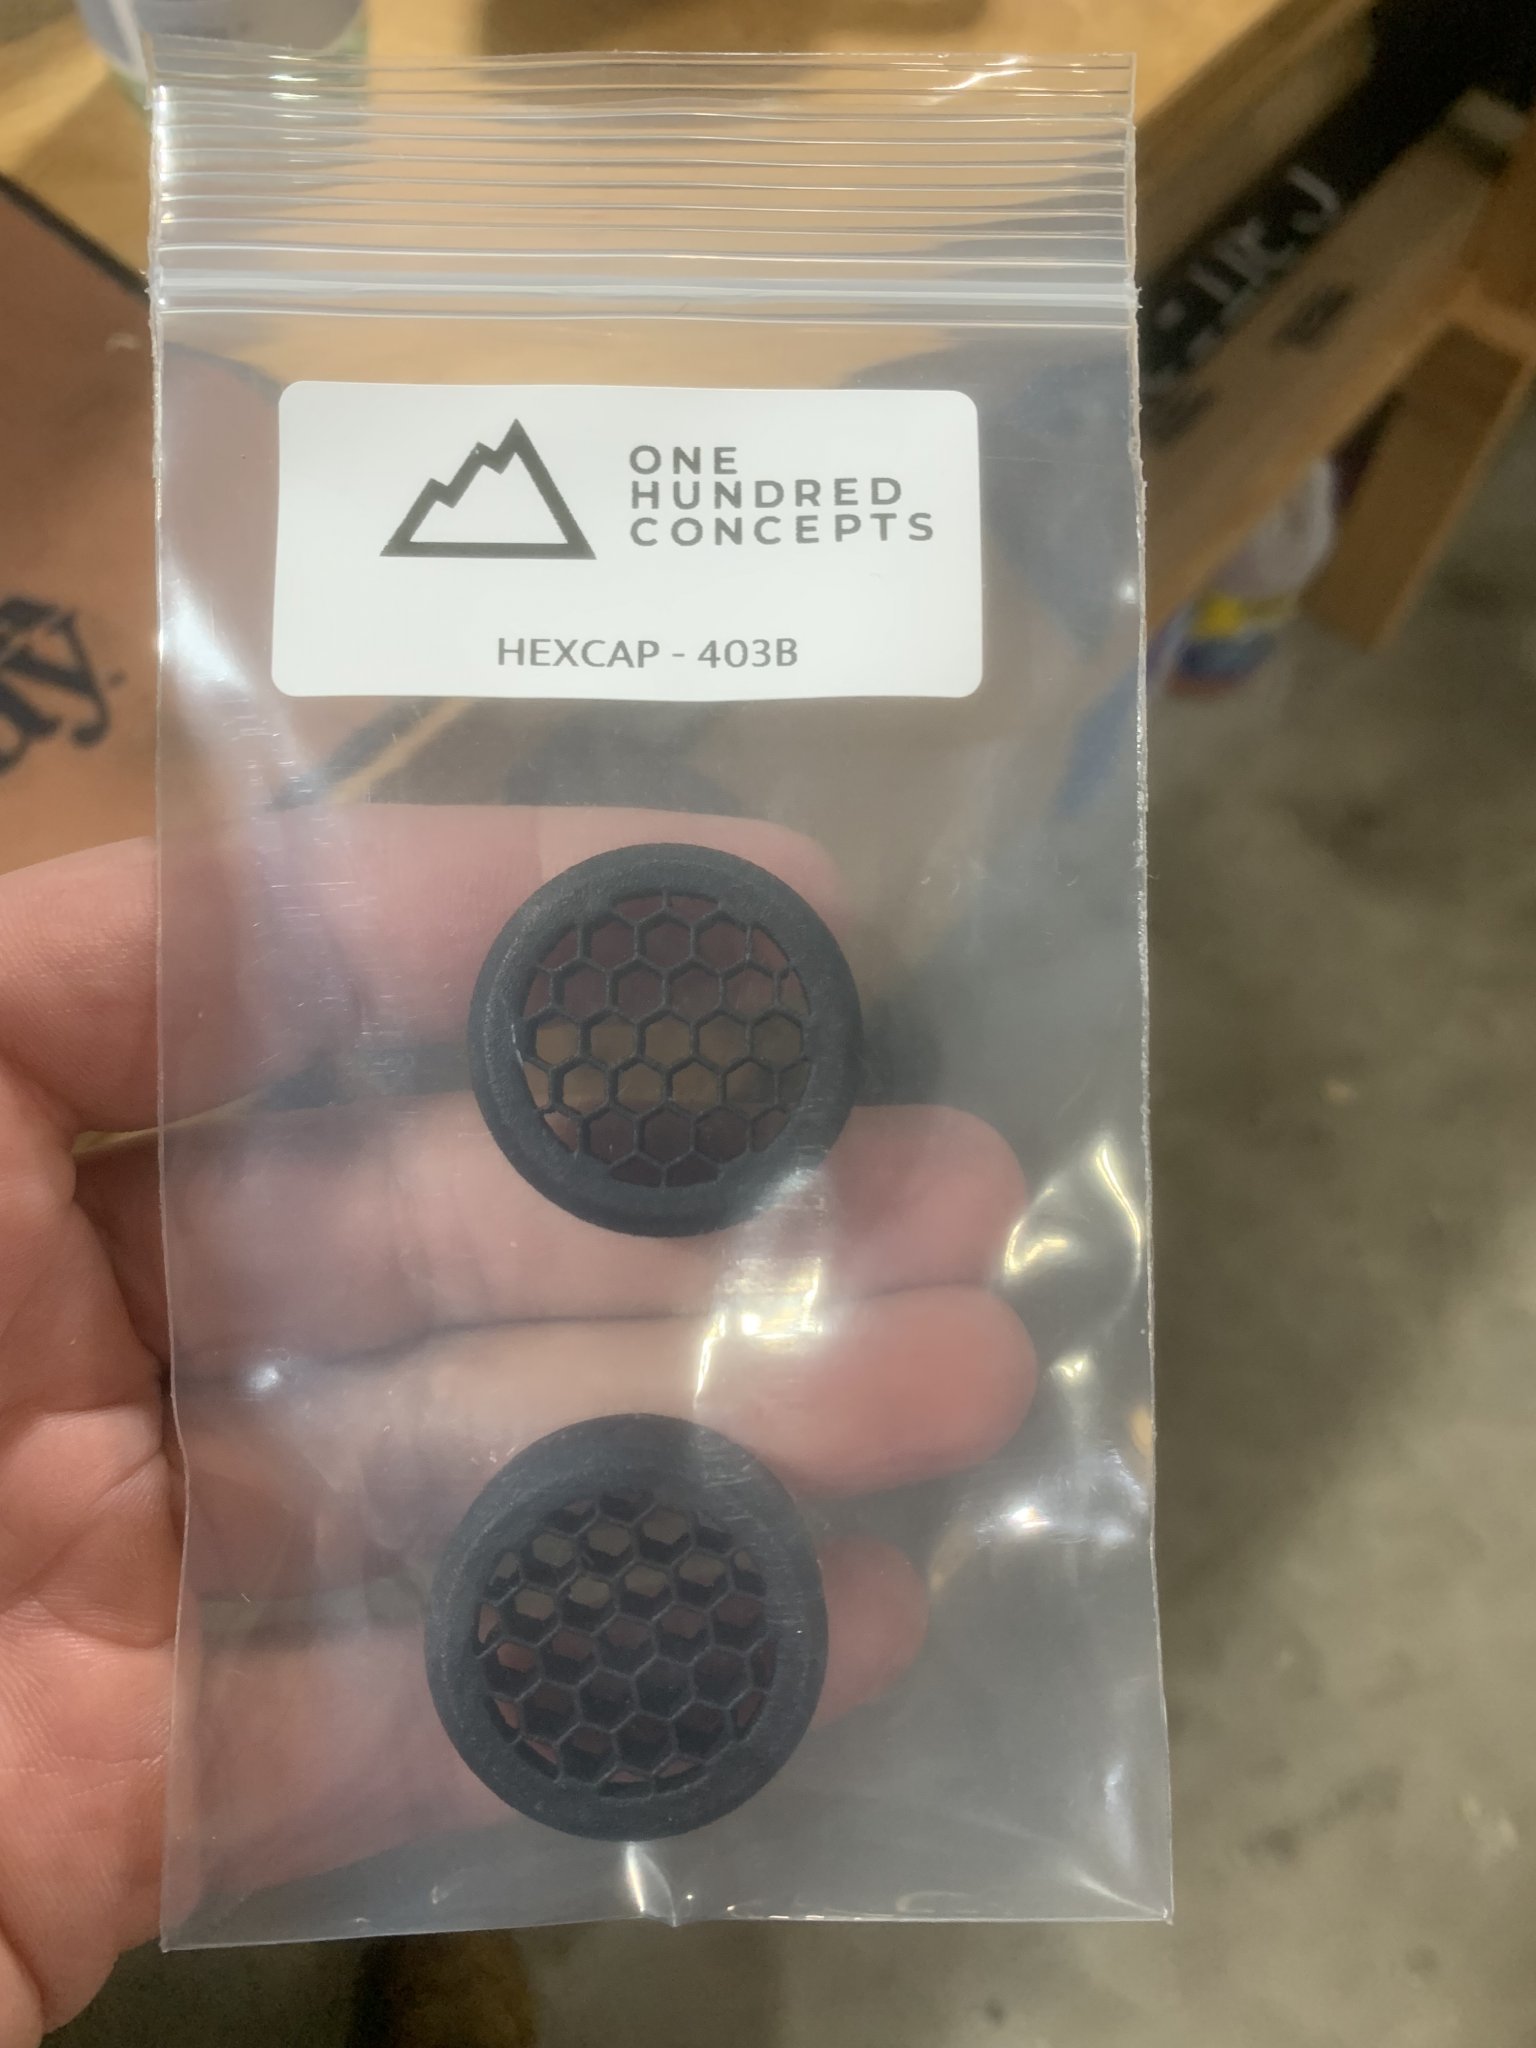 ONE
HUNDRED
CONCEPTS
HEXCAP - 403B